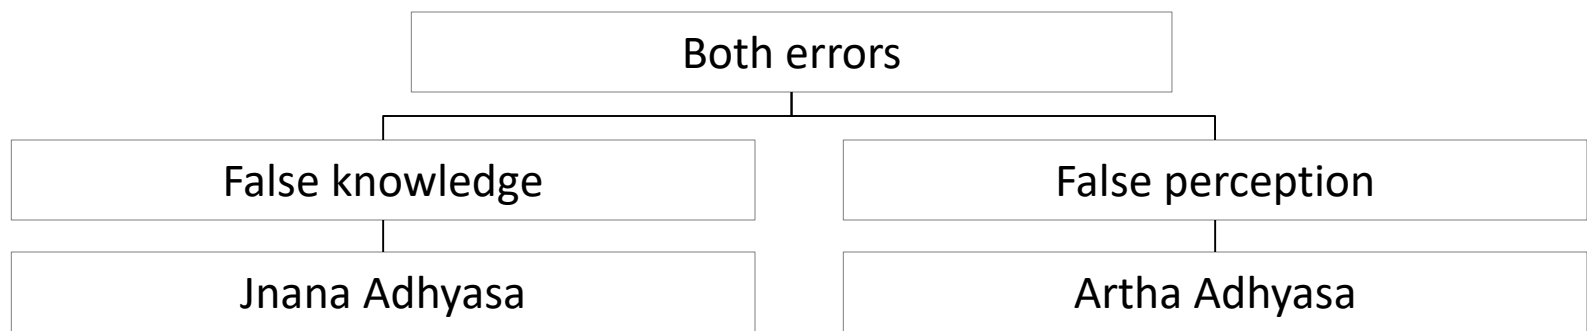 Both errors
False knowledge
False perception
Jnana Adhyasa
Artha Adhyasa